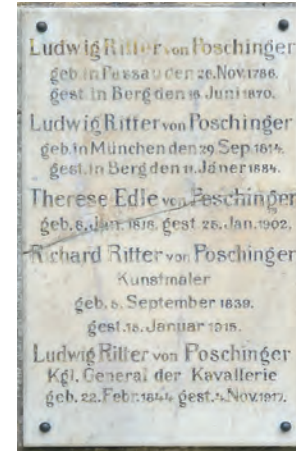 Ludwig Ritter von Poschinger
geb. in Passau den 26. Nov. 1786.
gest. in Berg den 16. Juni 1870.
Ludwig Ritter von Poschinger
geb. in München den 29. Sep. 1814.
gest. in Berg den 11. Jäner 1884.
Therese Edle von Poschinger
geb. 6. Jan. 1818. gest. 28. Jan. 1902.
Richard Ritter von Poschinger
Kunstmaler
geb. 5. September 1839.
gest. 18. Januar 1915.
Ludwig Ritter von Poschinger
Kgl. General der Kavallerie
geb. 22. Febr. 1844 gest. 4. Nov. 1917.